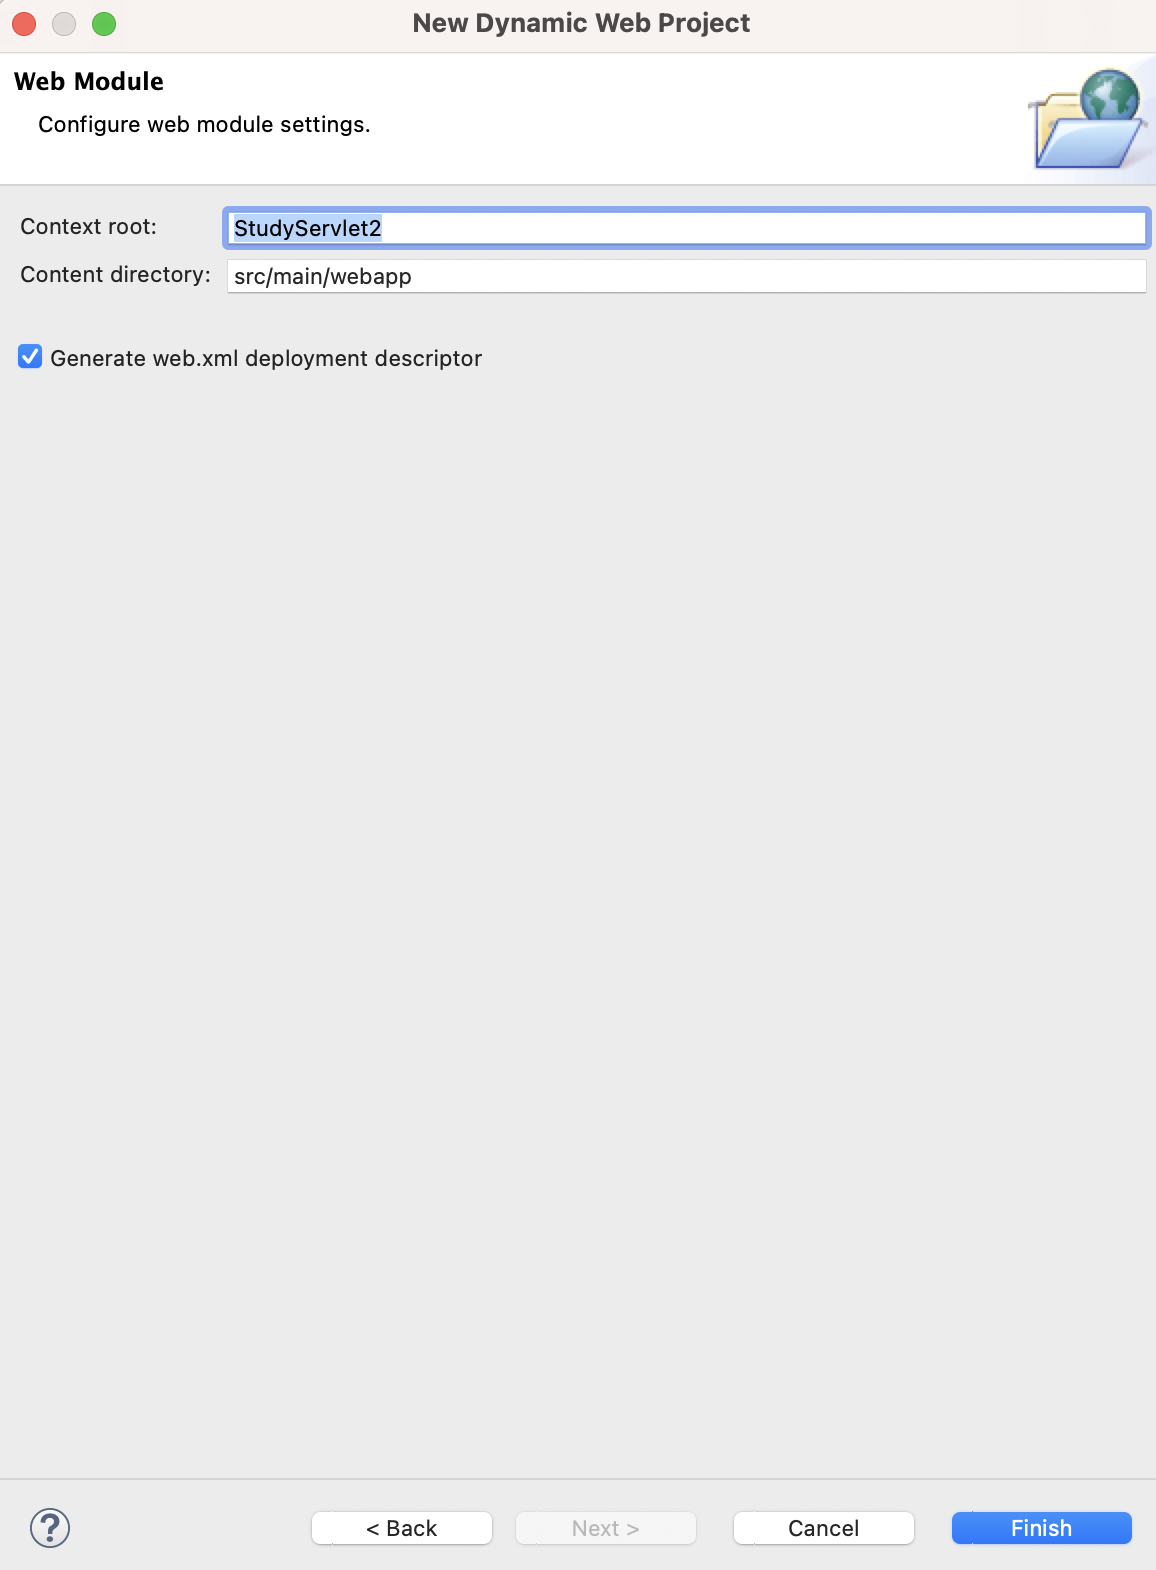 New Dynamic Web Project
Web Module
Configure web module settings.
Context root: StudyServlet2
Content directory: src/main/webapp
Generate web.xml deployment descriptor
? < Back Next > Cancel Finish